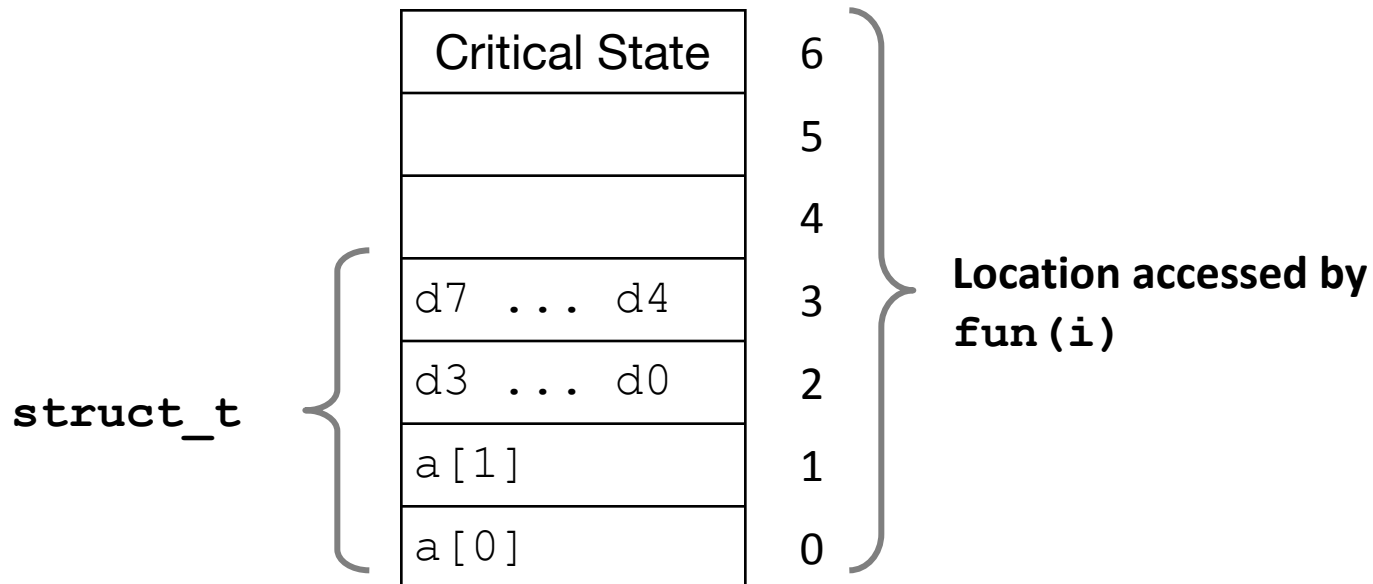 Critical State 6
5
4
d7 ... d4 3
d3 ... d0 2
a[1] 1
a[0] 0
struct_t
Location accessed by
fun(i)